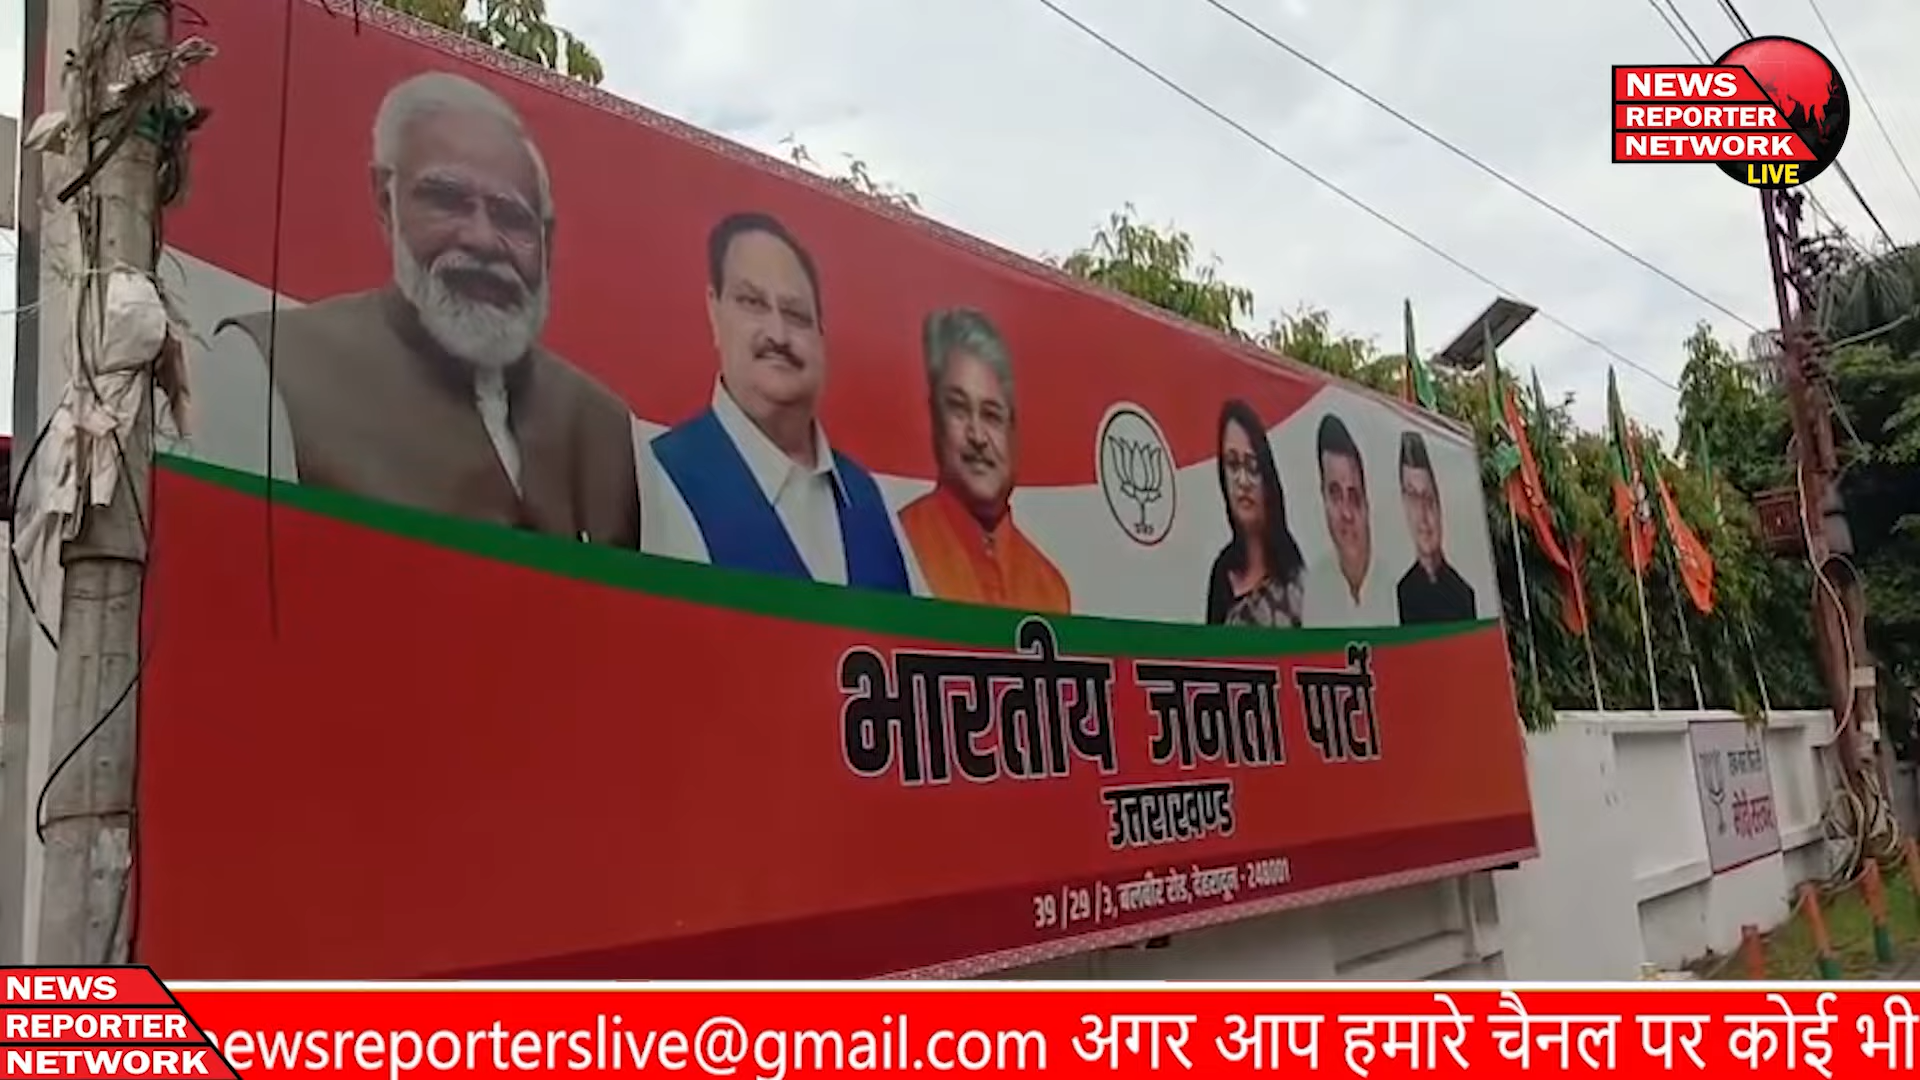 NEWS
REPORTER
NETWORK
LIVE
भारतीय जनता पार्टी
उत्तराखण्ड
39/29/3, बलबीर रोड, देहरादून - 248001
NEWS
REPORTER
NETWORK
ewsreporterslive@gmail.com अगर आप हमारे चैनल पर कोई भी